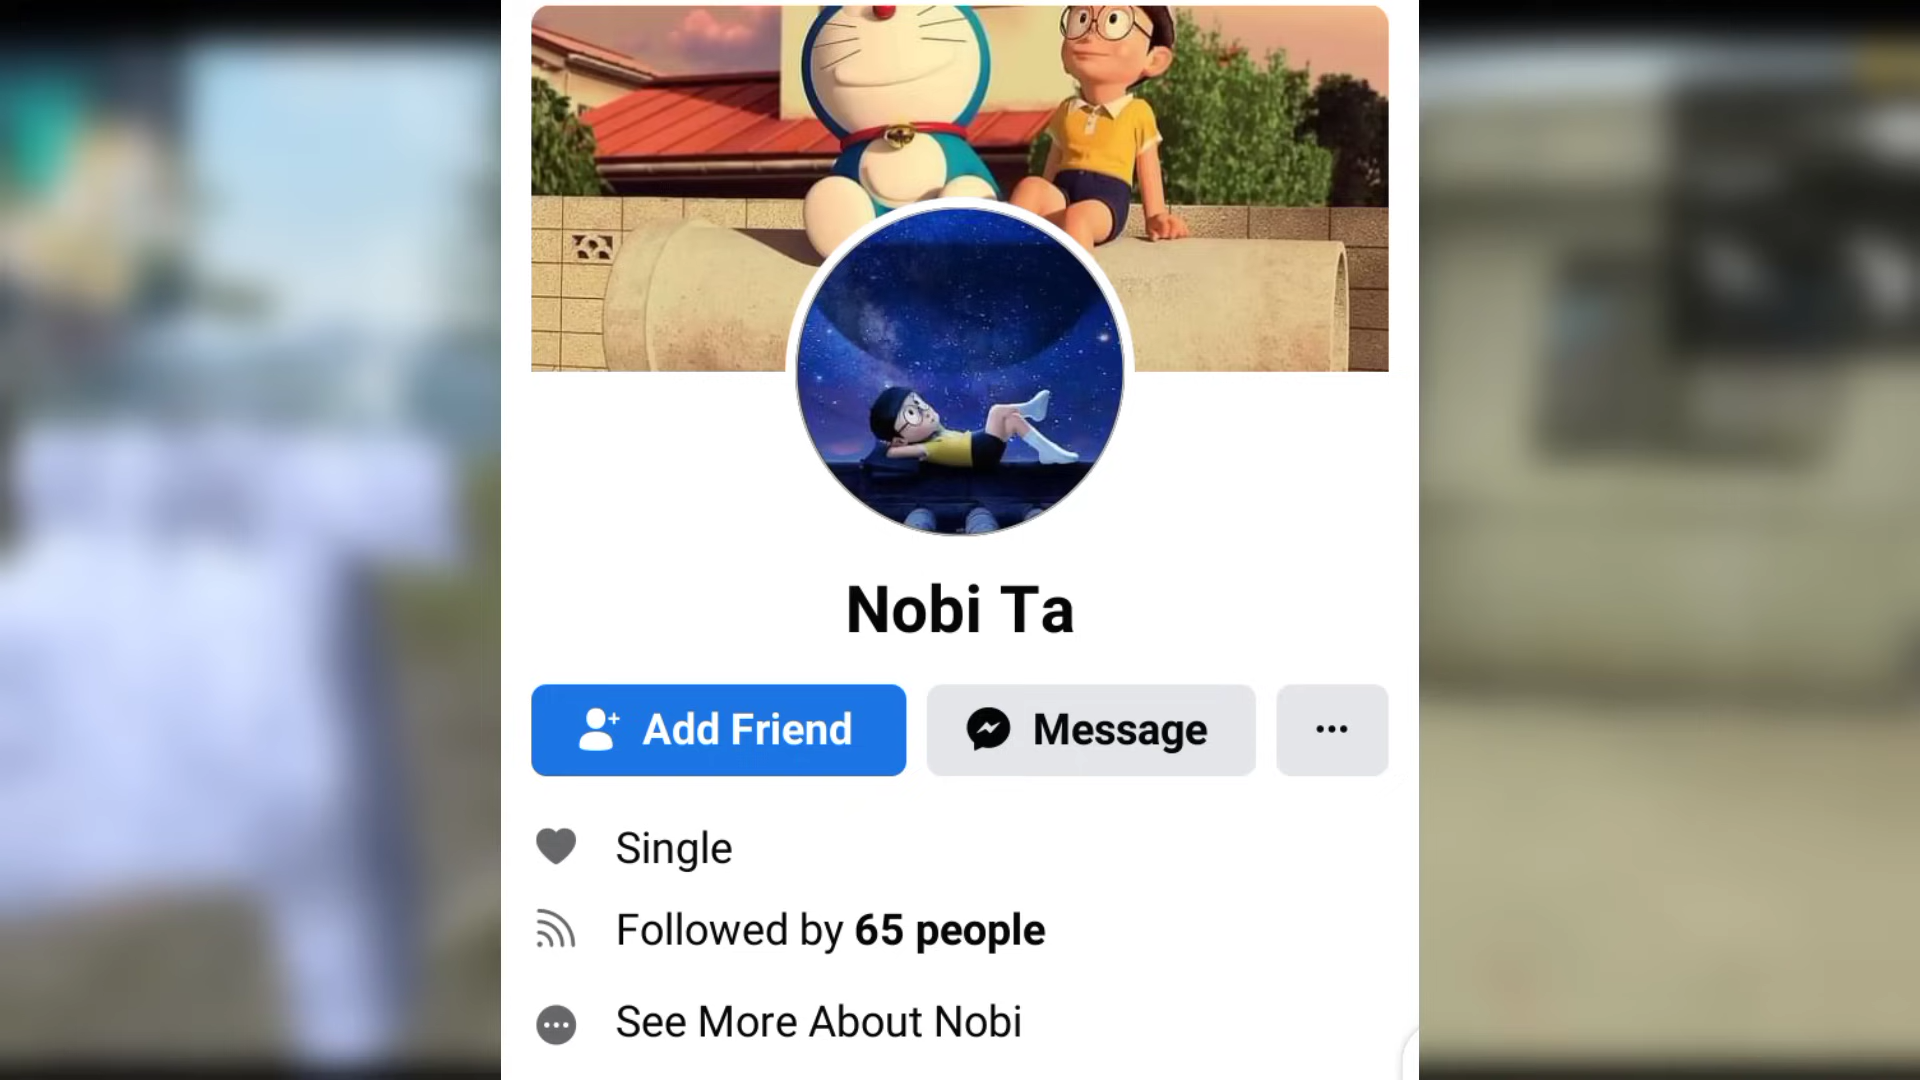 Nobi Ta
Add Friend
Message
Single
Followed by 65 people
See More About Nobi